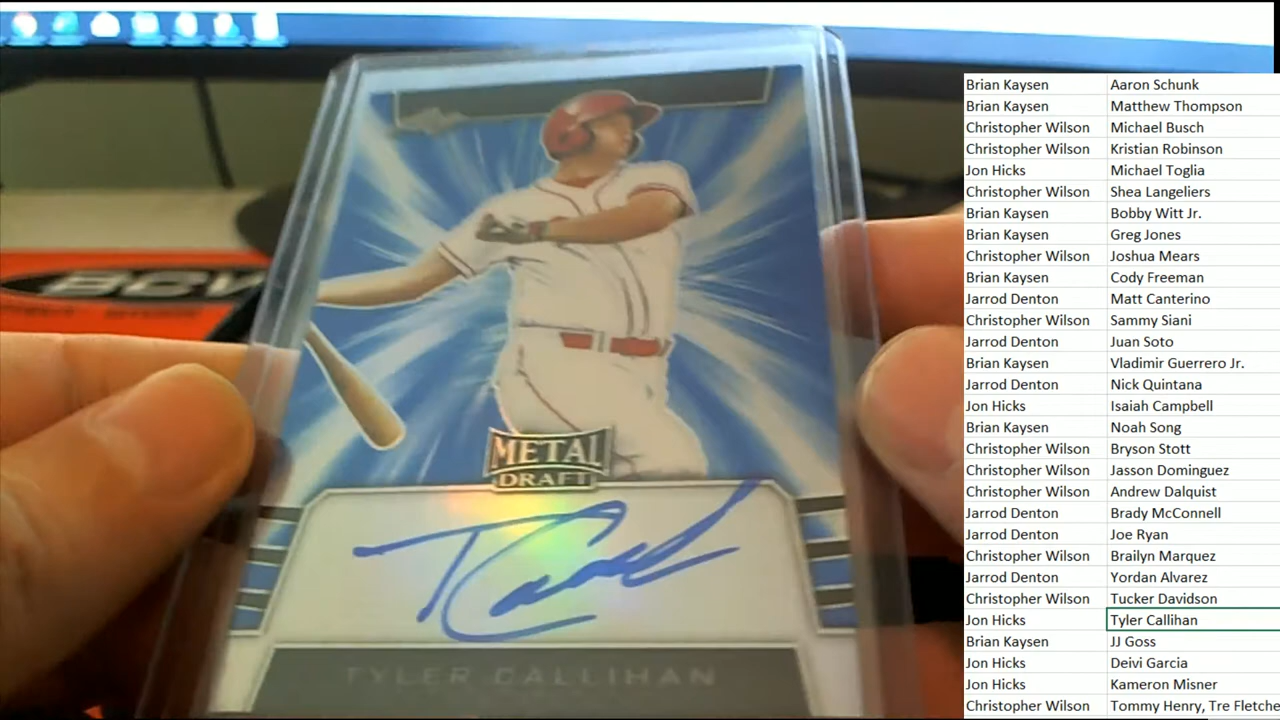 BCW
METAL
DRAFT
TYLER CALLIHAN
Brian Kaysen Aaron Schunk
Brian Kaysen Matthew Thompson
Christopher Wilson Michael Busch
Christopher Wilson Kristian Robinson
Jon Hicks Michael Toglia
Christopher Wilson Shea Langeliers
Brian Kaysen Bobby Witt Jr.
Brian Kaysen Greg Jones
Christopher Wilson Joshua Mears
Brian Kaysen Cody Freeman
Jarrod Denton Matt Canterino
Christopher Wilson Sammy Siani
Jarrod Denton Juan Soto
Brian Kaysen Vladimir Guerrero Jr.
Jarrod Denton Nick Quintana
Jon Hicks Isaiah Campbell
Brian Kaysen Noah Song
Christopher Wilson Bryson Stott
Christopher Wilson Jasson Dominguez
Christopher Wilson Andrew Dalquist
Jarrod Denton Brady McConnell
Jarrod Denton Joe Ryan
Christopher Wilson Brailyn Marquez
Jarrod Denton Yordan Alvarez
Christopher Wilson Tucker Davidson
Jon Hicks Tyler Callihan
Brian Kaysen JJ Goss
Jon Hicks Deivi Garcia
Jon Hicks Kameron Misner
Christopher Wilson Tommy Henry, Tre Fletche